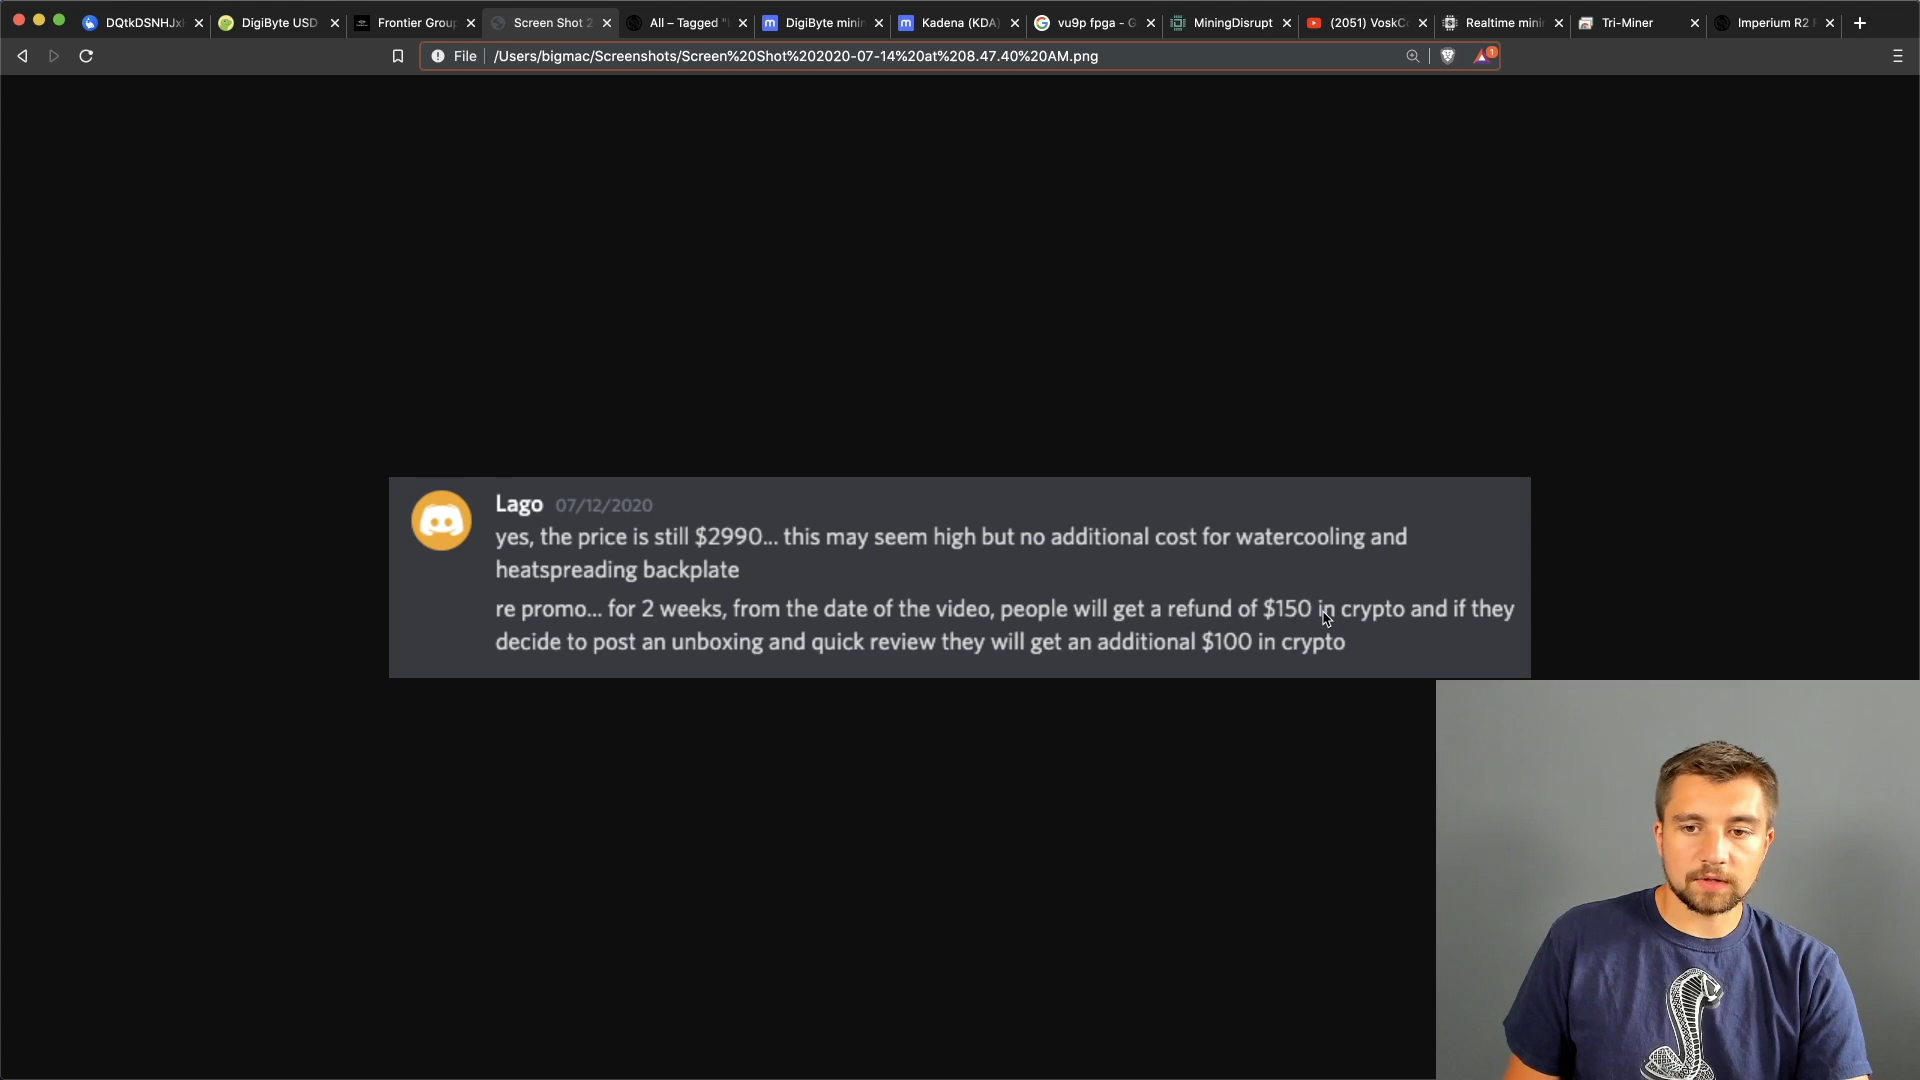 DQtkDSNHJx
DigiByte USD
Frontier Group
Screen Shot 2
All – Tagged "
DigiByte mini
Kadena (KDA)
vu9p fpga - G
MiningDisrupt
(2051) VoskCo
Realtime mini
Tri-Miner
Imperium R2
File
/Users/bigmac/Screenshots/Screen%20Shot%202020-07-14%20at%208.47.40%20AM.png
1
Lago 07/12/2020
yes, the price is still $2990... this may seem high but no additional cost for watercooling and
heatspreading backplate
re promo... for 2 weeks, from the date of the video, people will get a refund of $150 in crypto and if they
decide to post an unboxing and quick review they will get an additional $100 in crypto